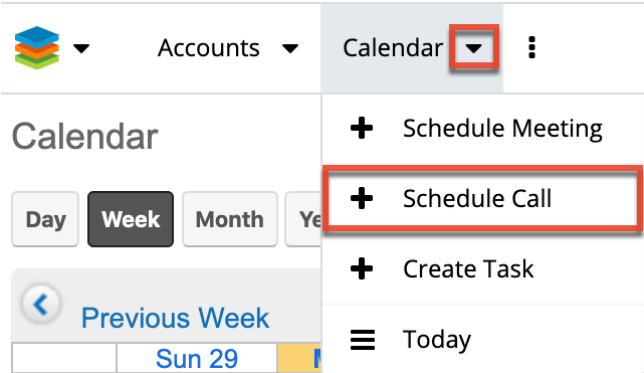 Accounts Calendar
Calendar
Schedule Meeting
Schedule Call
Day Week Month
Create Task
Previous Week
Today
Sun 29